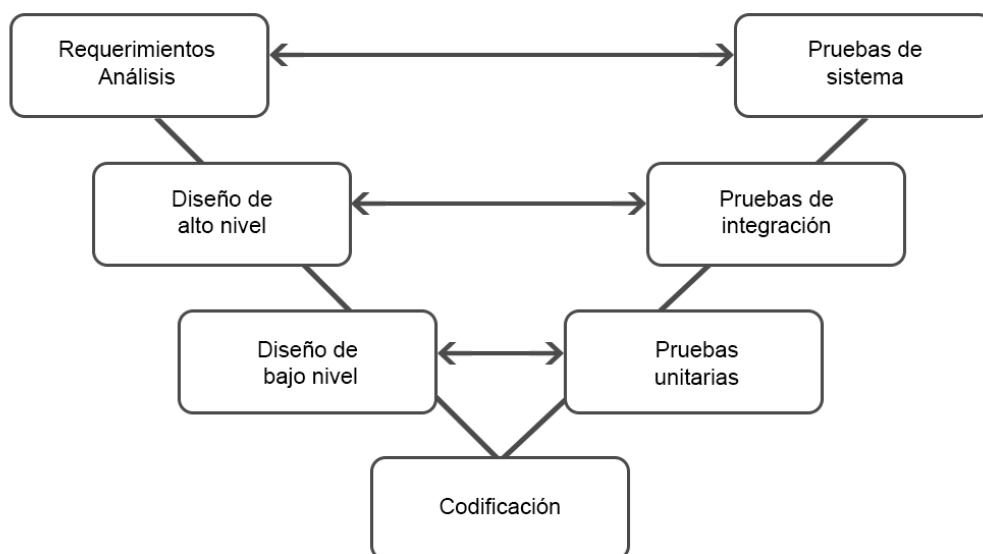 Requerimientos
Análisis
Pruebas de
sistema
Diseño de
alto nivel
Pruebas de
integración
Diseño de
bajo nivel
Pruebas
unitarias
Codificación